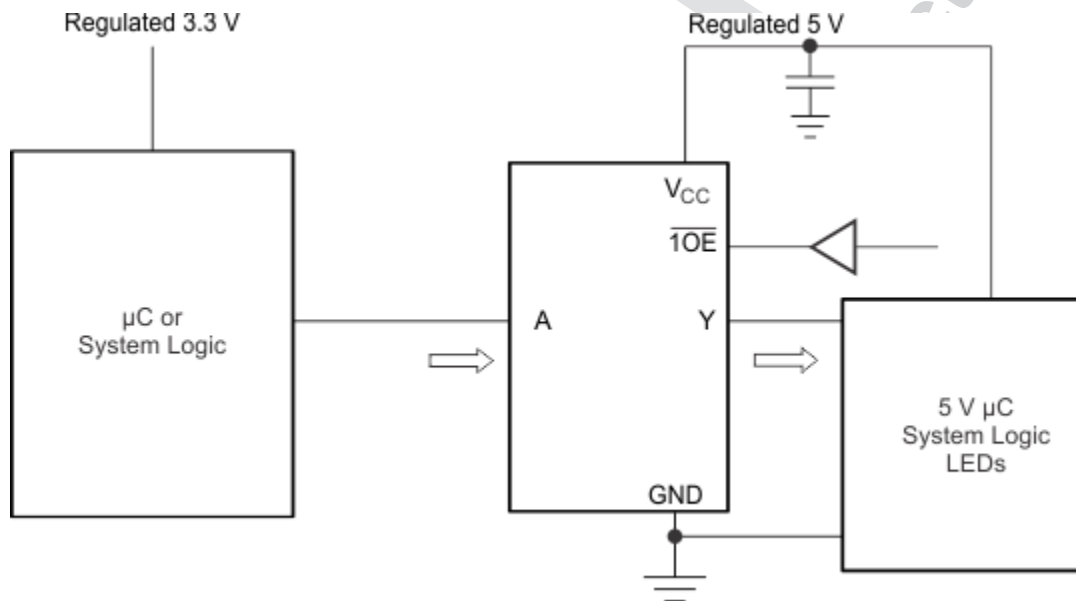 Regulated 3.3 V
Regulated 5 V
V_CC
1OE
µC or
System Logic
A
Y
5 V µC
System Logic
LEDs
GND